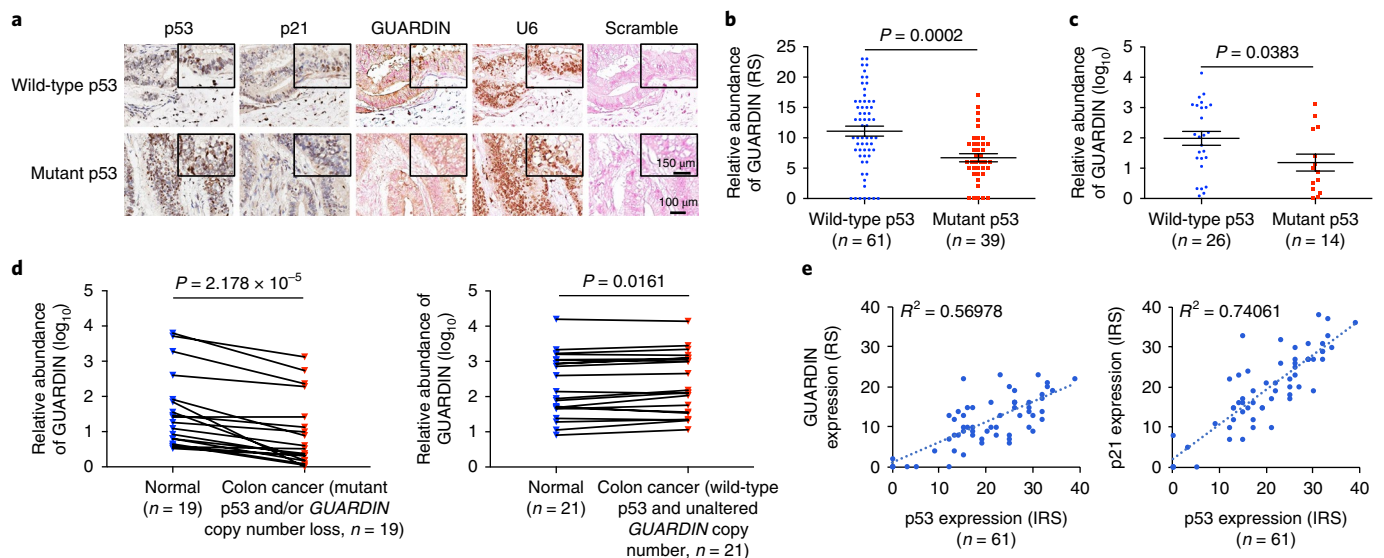 a
p53 p21 GUARDIN U6 Scramble
Wild-type p53
Mutant p53
150 µm
100 µm
b
Relative abundance
of GUARDIN (RS)
25
20
15
10
5
0
P = 0.0002
Wild-type p53
(n = 61)
Mutant p53
(n = 39)
c
Relative abundance
of GUARDIN (log10)
5
4
3
2
1
0
P = 0.0383
Wild-type p53
(n = 26)
Mutant p53
(n = 14)
d
Relative abundance
of GUARDIN (log10)
5
4
3
2
1
0
P = 2.178 × 10−5
Normal
(n = 19)
Colon cancer (mutant
p53 and/or GUARDIN
copy number loss, n = 19)
Relative abundance of
GUARDIN (log10)
5
4
3
2
1
0
P = 0.0161
Normal
(n = 21)
Colon cancer (wild-type
p53 and unaltered
GUARDIN copy
number, n = 21)
e
GUARDIN
expression (RS)
40
30
20
10
0
R2 = 0.56978
0 10 20 30 40
p53 expression (IRS)
(n = 61)
p21 expression (IRS)
40
30
20
10
0
R2 = 0.74061
0 10 20 30 40
p53 expression (IRS)
(n = 61)